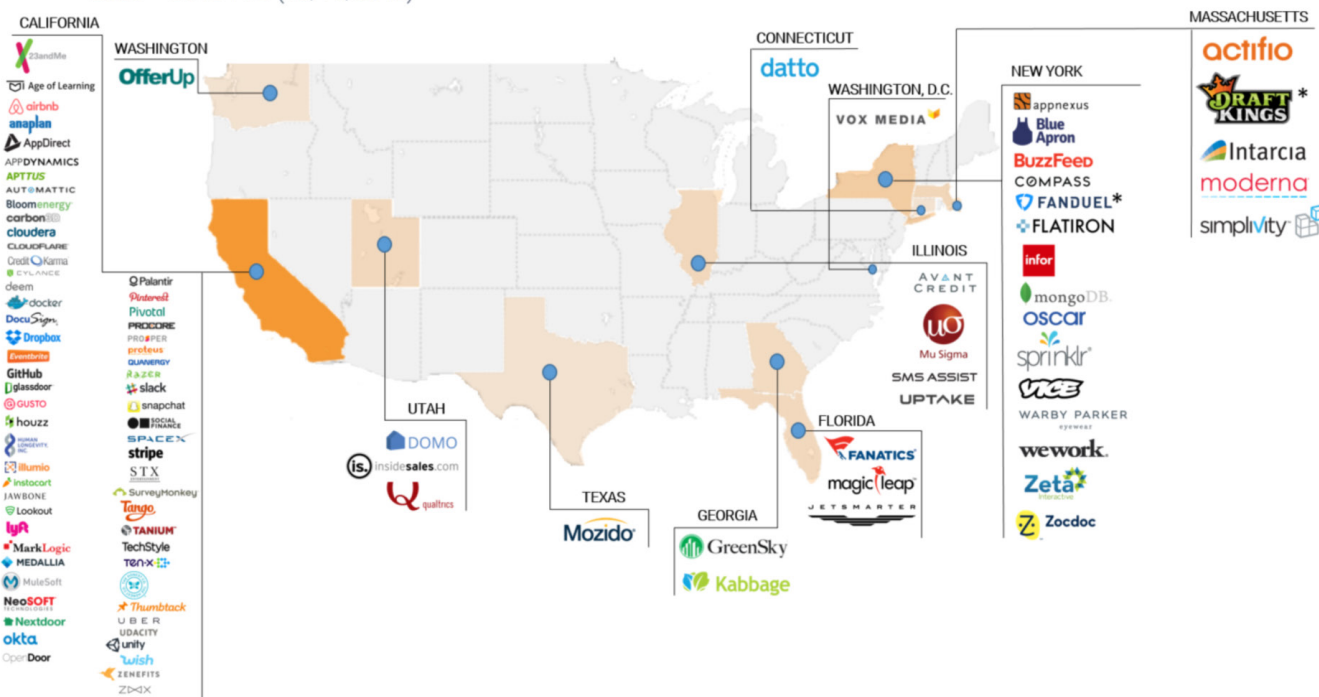 CALIFORNIA
23andMe
Age of Learning
airbnb
anaplan
AppDirect
APPDYNAMICS
APTTUS
AUTOMATTIC
Bloomenergy
carbon
cloudera
CLOUDFLARE
Credit Karma
CYLANCE
deem
docker
DocuSign
Dropbox
Eventbrite
GitHub
glassdoor
GUSTO
houzz
HUMAN
LONGEVITY,
INC.
illumio
instacart
JAWBONE
Lookout
lyft
MarkLogic
MEDALLIA
MuleSoft
NeoSOFT
TECHNOLOGIES
Nextdoor
okta
OpenDoor
Palantir
Pinterest
Pivotal
PROCORE
PROSPER
proteus
QUANERGY
RAZER
slack
snapchat
SOCIAL
FINANCE
SPACEX
stripe
STX
SurveyMonkey
Tango
TANIUM
TechStyle
TEN-X
Thumbtack
UBER
UDACITY
unity
wish
ZENEFITS
ZOOX
WASHINGTON
OfferUp
UTAH
DOMO
is. insidesales.com
Q qualtrics
TEXAS
Mozido
GEORGIA
GreenSky
Kabbage
FLORIDA
FANATICS
magic leap
JETSMARTER
ILLINOIS
AVANT
CREDIT
uo
Mu Sigma
SMS ASSIST
UPTAKE
CONNECTICUT
datto
WASHINGTON, D.C.
VOX MEDIA
NEW YORK
appnexus
Blue
Apron
BuzzFeed
COMPASS
FANDUEL*
FLATIRON
infor
mongoDB.
oscar
sprinklr
VICE
WARBY PARKER
eyewear
wework.
Zeta
Interactive
Z Zocdoc
MASSACHUSETTS
actifio
DRAFT *
KINGS
Intarcia
moderna
simplivity